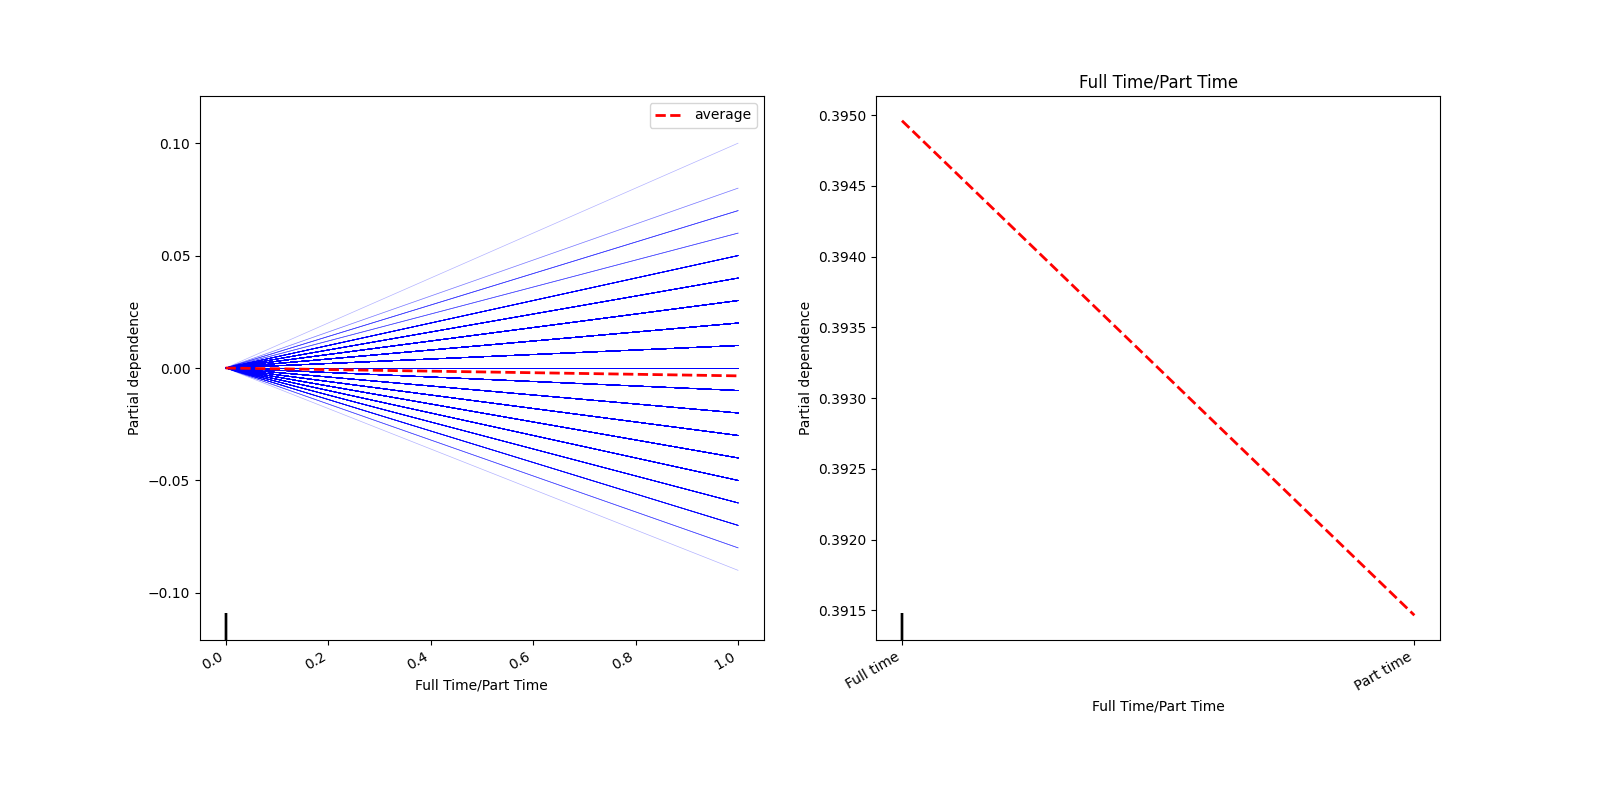 average
0.10
0.05
0.00
−0.05
−0.10
Partial dependence
0.0
0.2
0.4
0.6
0.8
1.0
Full Time/Part Time
Full Time/Part Time
0.3950
0.3945
0.3940
0.3935
0.3930
0.3925
0.3920
0.3915
Partial dependence
Full time
Part time
Full Time/Part Time